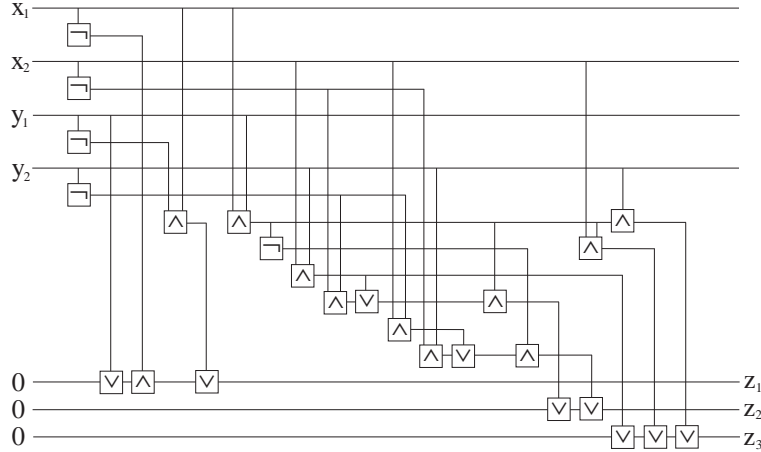 x₁
¬
x₂
¬
y₁
¬
y₂
¬
∧ ∧ ∧
¬ ∧
∧
∧ ∨ ∧
∧
∧ ∨ ∧
0 ∨ ∧ ∨ z₁
0 ∨ ∨ z₂
0 ∨ ∨ ∨ z₃